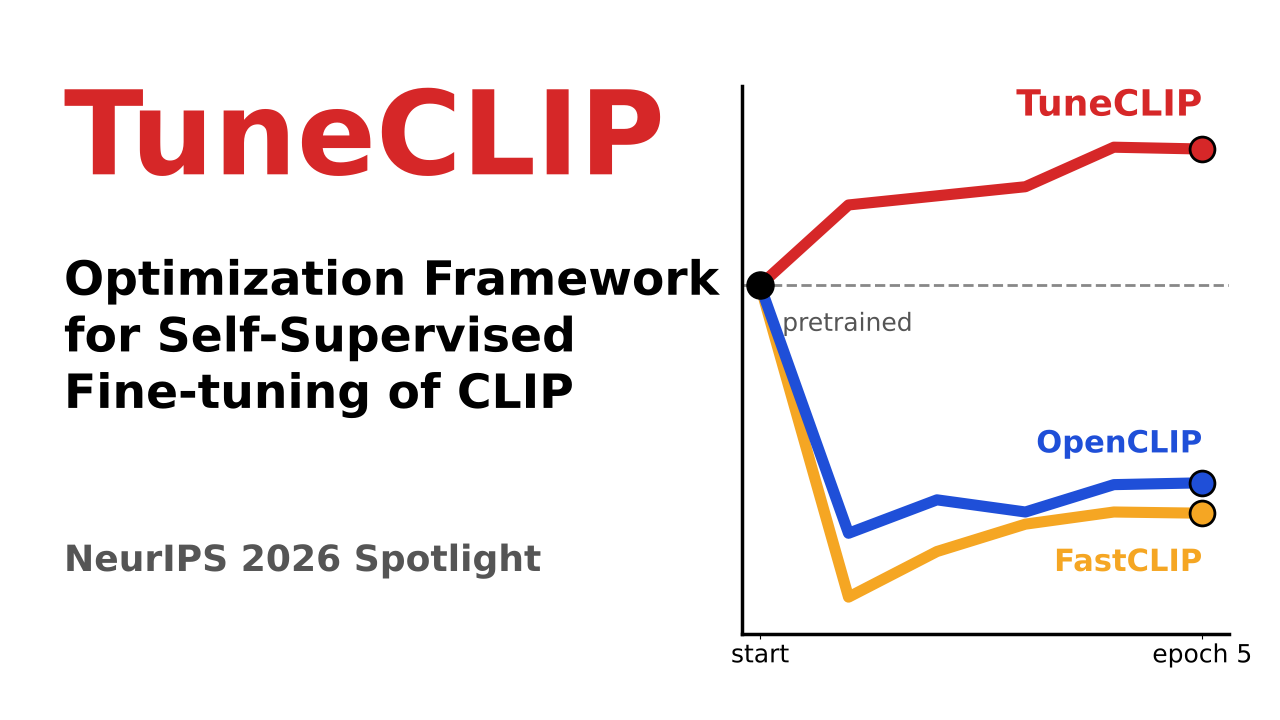 TuneCLIP
Optimization Framework
for Self-Supervised
Fine-tuning of CLIP
NeurIPS 2026 Spotlight
TuneCLIP
pretrained
OpenCLIP
FastCLIP
start
epoch 5